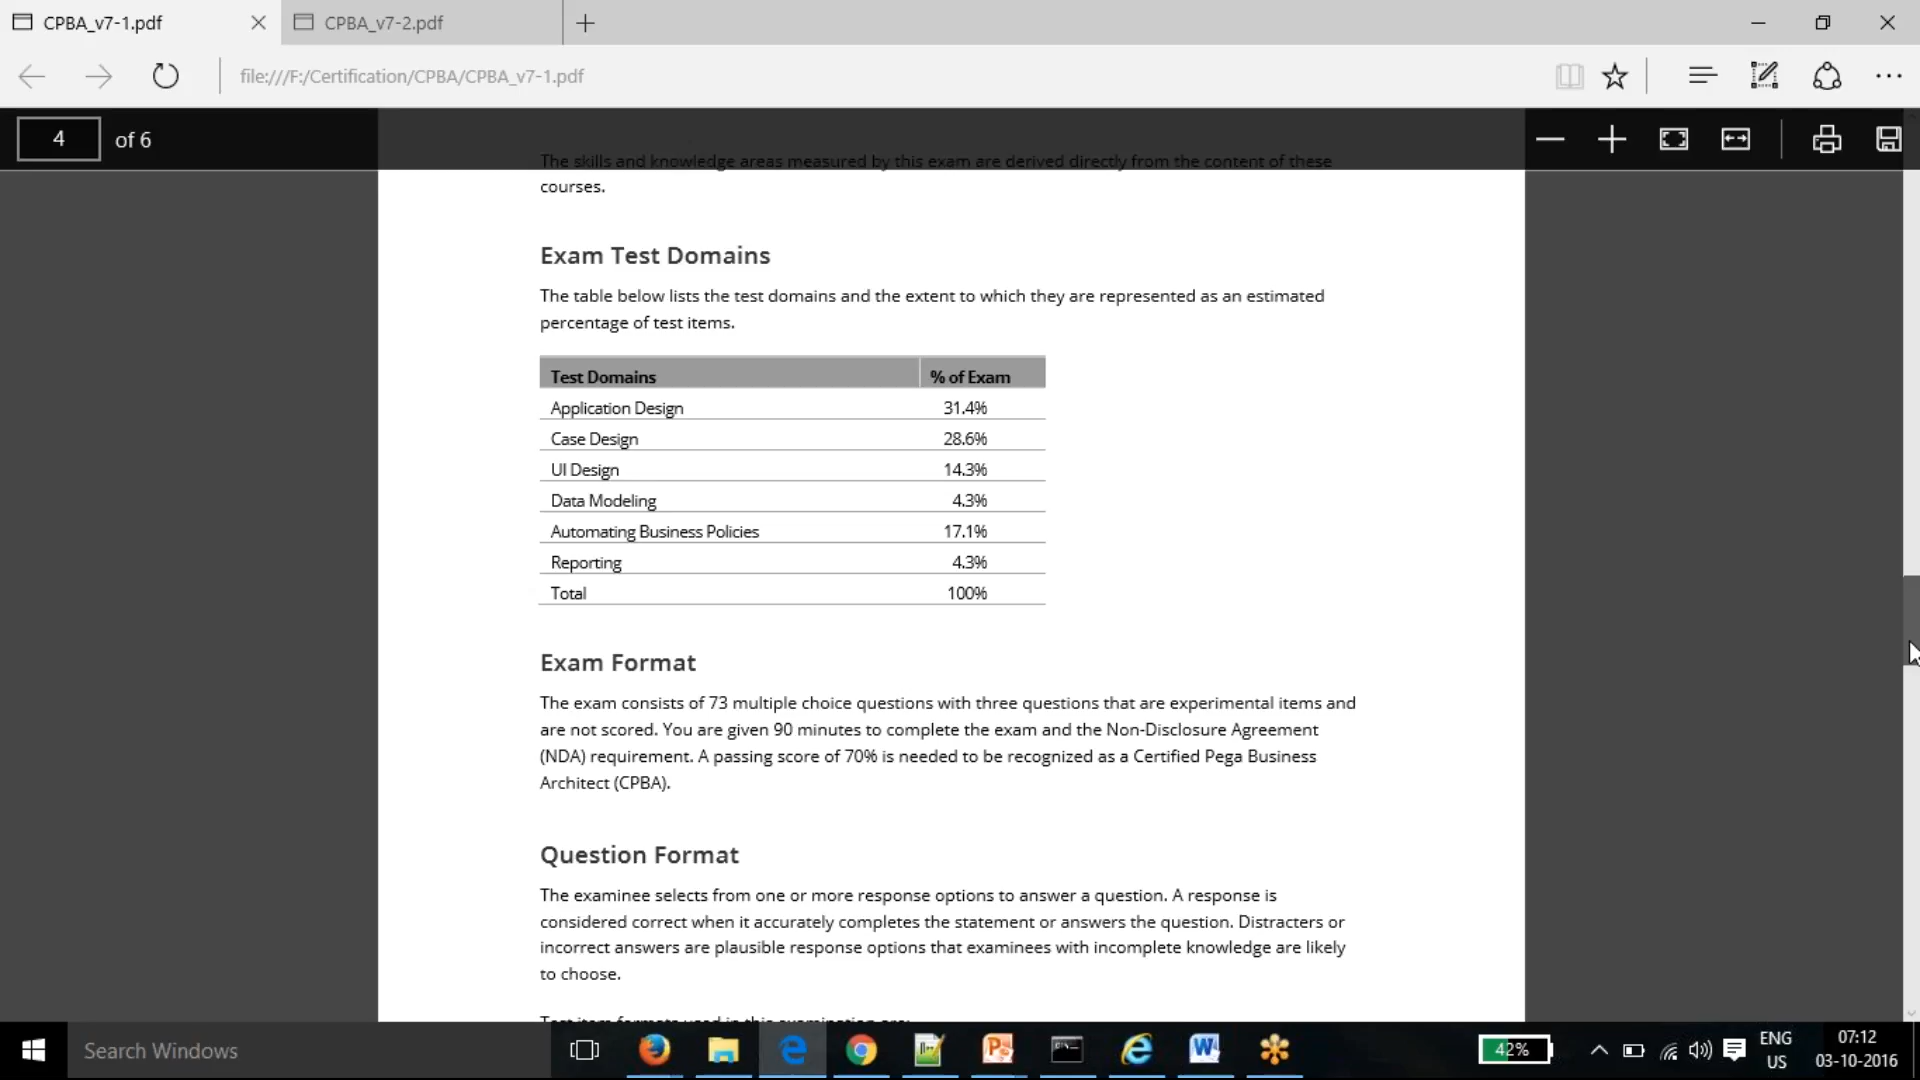 CPBA_v7-1.pdf
CPBA_v7-2.pdf
file:///F:/Certification/CPBA/CPBA_v7-1.pdf
4 of 6
The skills and knowledge areas measured by this exam are derived directly from the content of these
courses.
Exam Test Domains
The table below lists the test domains and the extent to which they are represented as an estimated
percentage of test items.
Test Domains % of Exam
Application Design 31.4%
Case Design 28.6%
UI Design 14.3%
Data Modeling 4.3%
Automating Business Policies 17.1%
Reporting 4.3%
Total 100%
Exam Format
The exam consists of 73 multiple choice questions with three questions that are experimental items and
are not scored. You are given 90 minutes to complete the exam and the Non-Disclosure Agreement
(NDA) requirement. A passing score of 70% is needed to be recognized as a Certified Pega Business
Architect (CPBA).
Question Format
The examinee selects from one or more response options to answer a question. A response is
considered correct when it accurately completes the statement or answers the question. Distracters or
incorrect answers are plausible response options that examinees with incomplete knowledge are likely
to choose.
Test item formats used in this examination are:
Search Windows
42%
ENG
US
07:12
03-10-2016